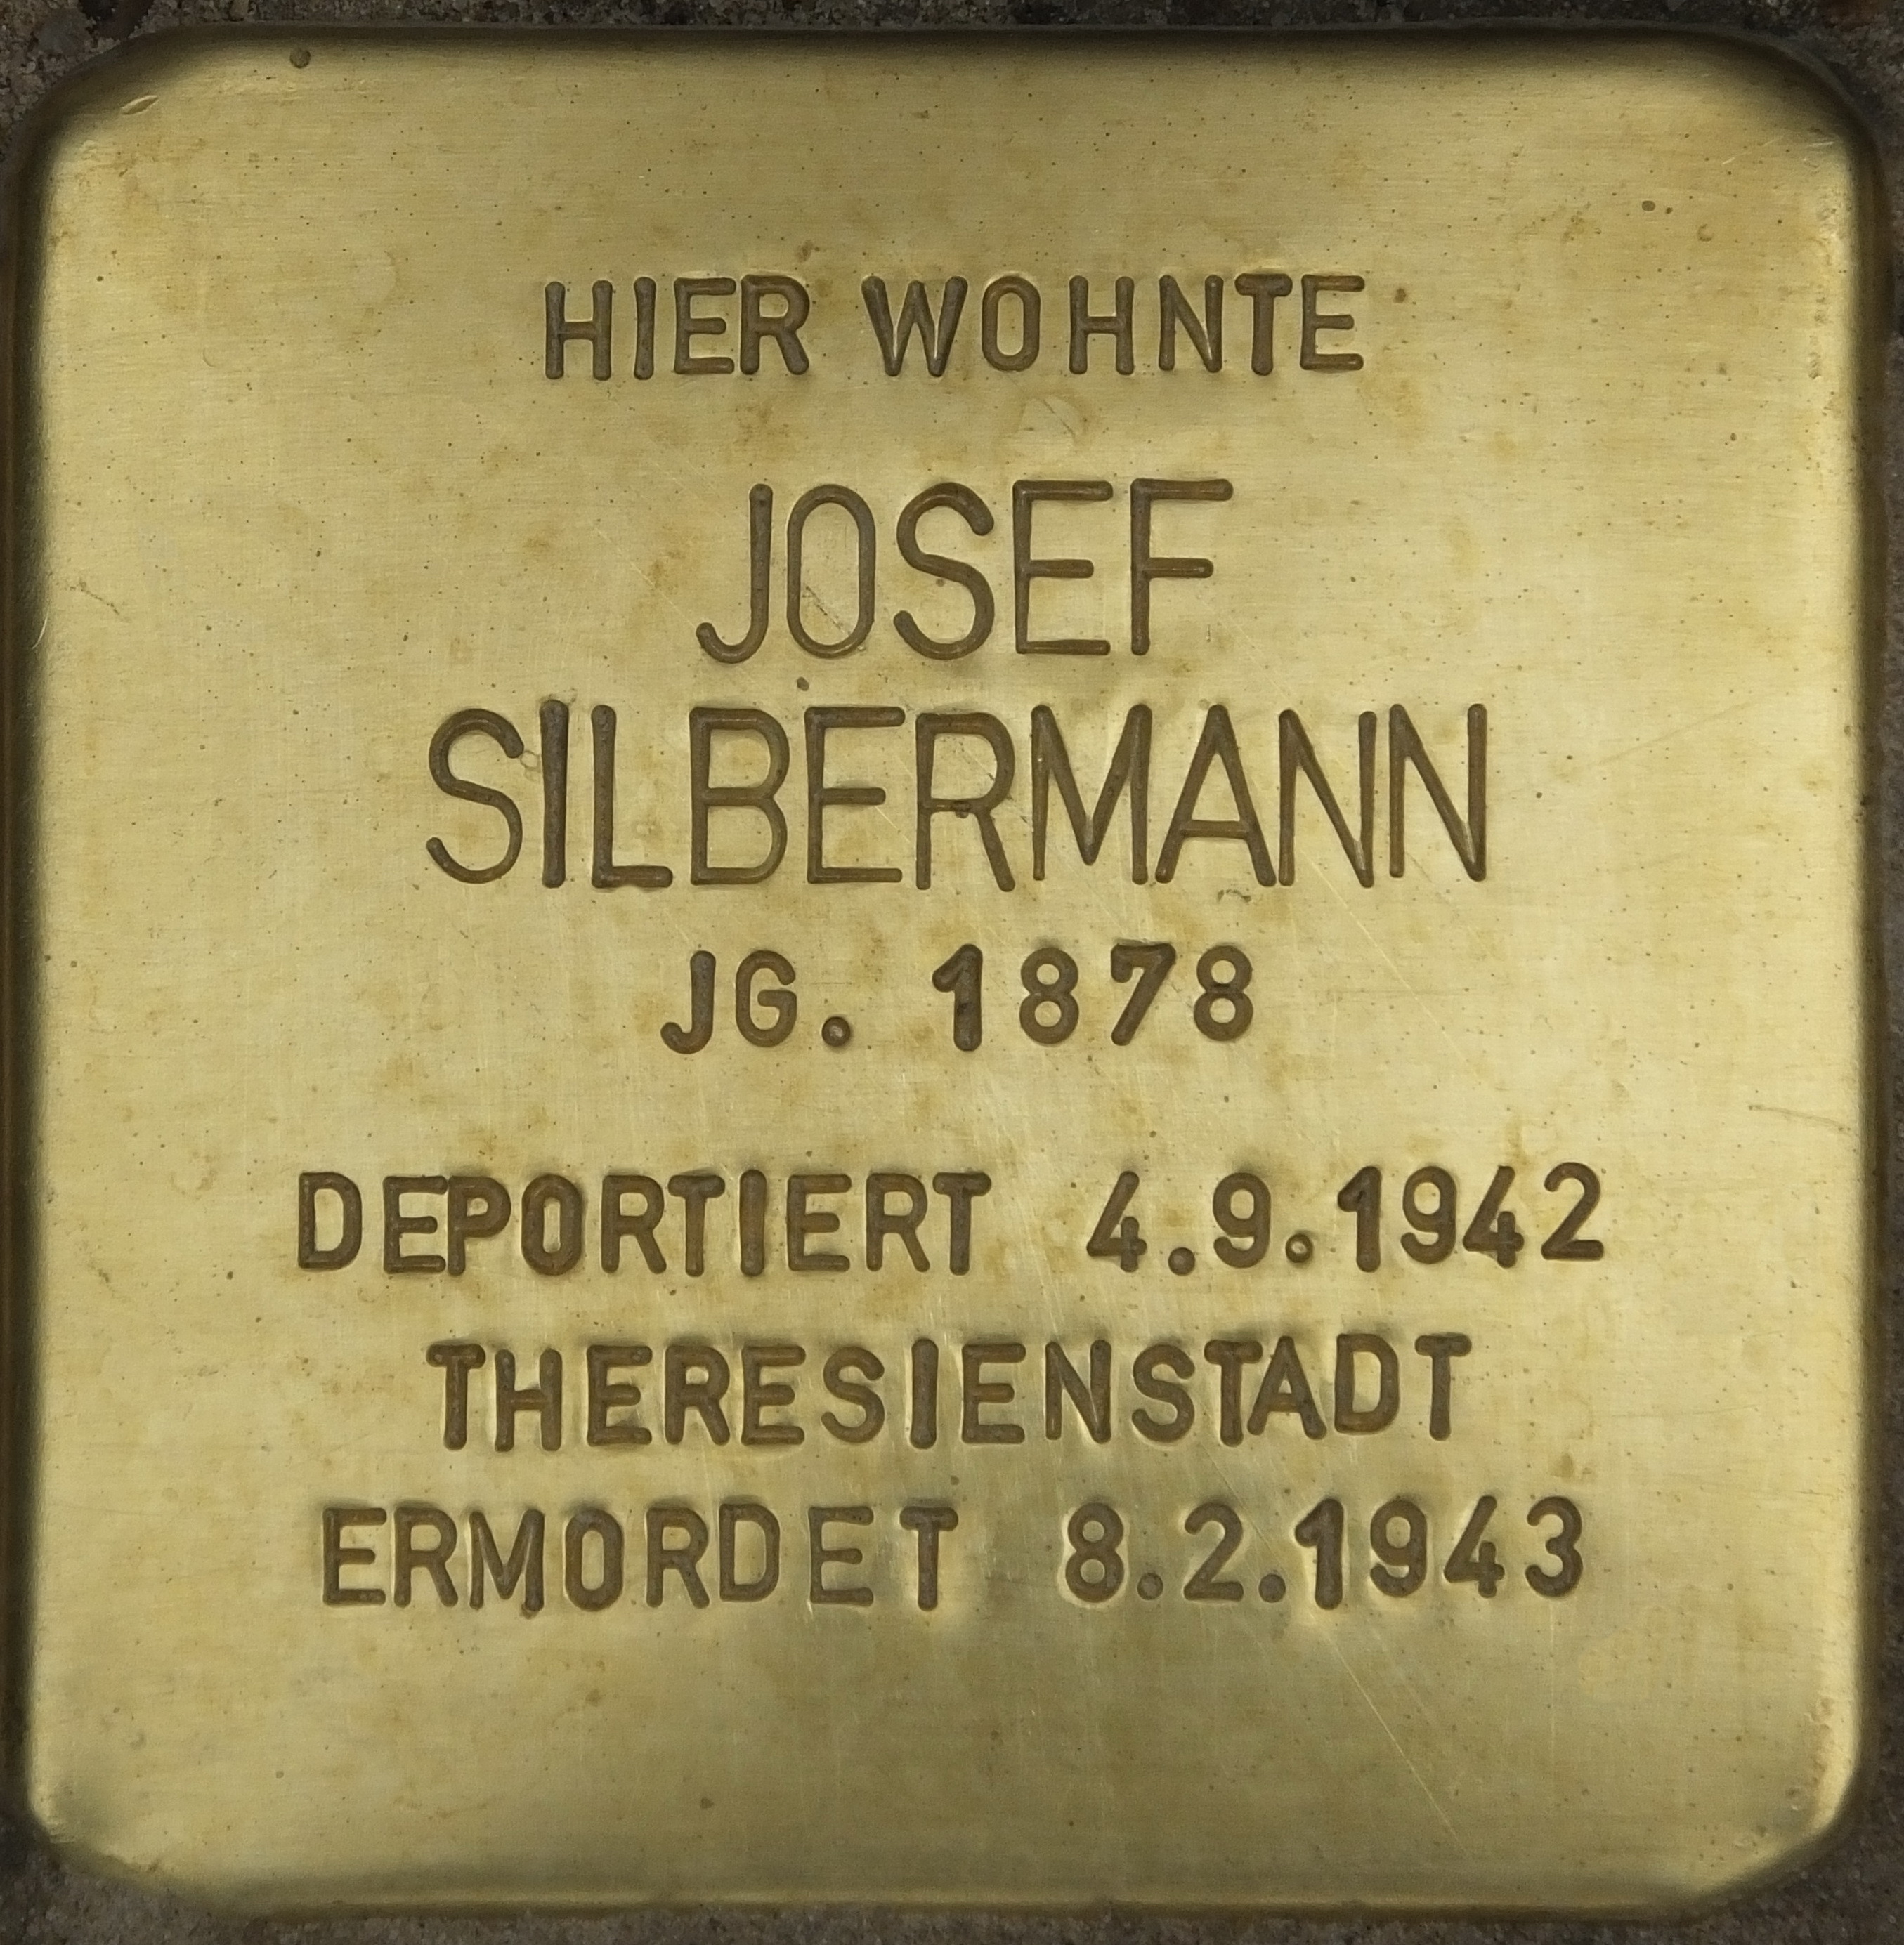 HIER WOHNTE
JOSEF
SILBERMANN
JG. 1878
DEPORTIERT 4.9.1942
THERESIENSTADT
ERMORDET 8.2.1943